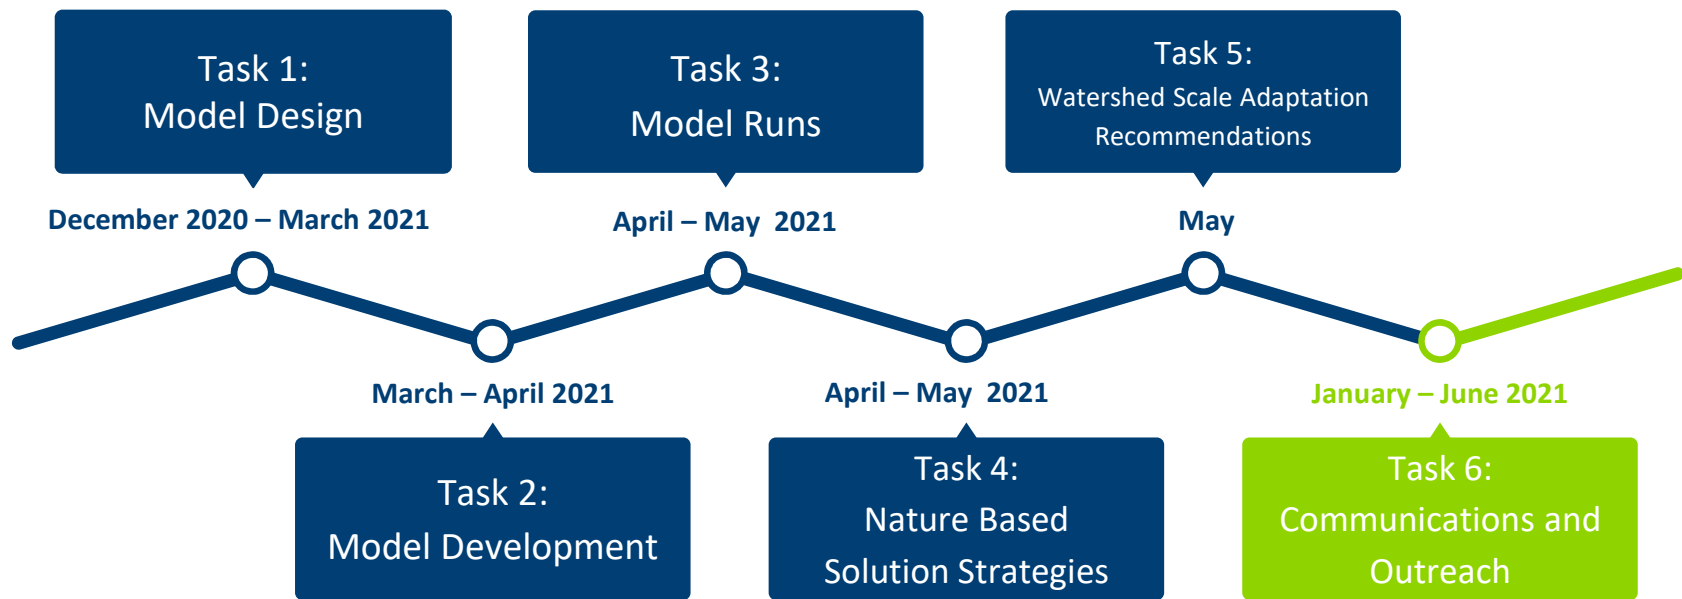 Task 1:
Model Design
December 2020 – March 2021
Task 2:
Model Development
March – April 2021
Task 3:
Model Runs
April – May  2021
Task 4:
Nature Based
Solution Strategies
April – May  2021
Task 5:
Watershed Scale Adaptation
Recommendations
May
Task 6:
Communications and
Outreach
January – June 2021